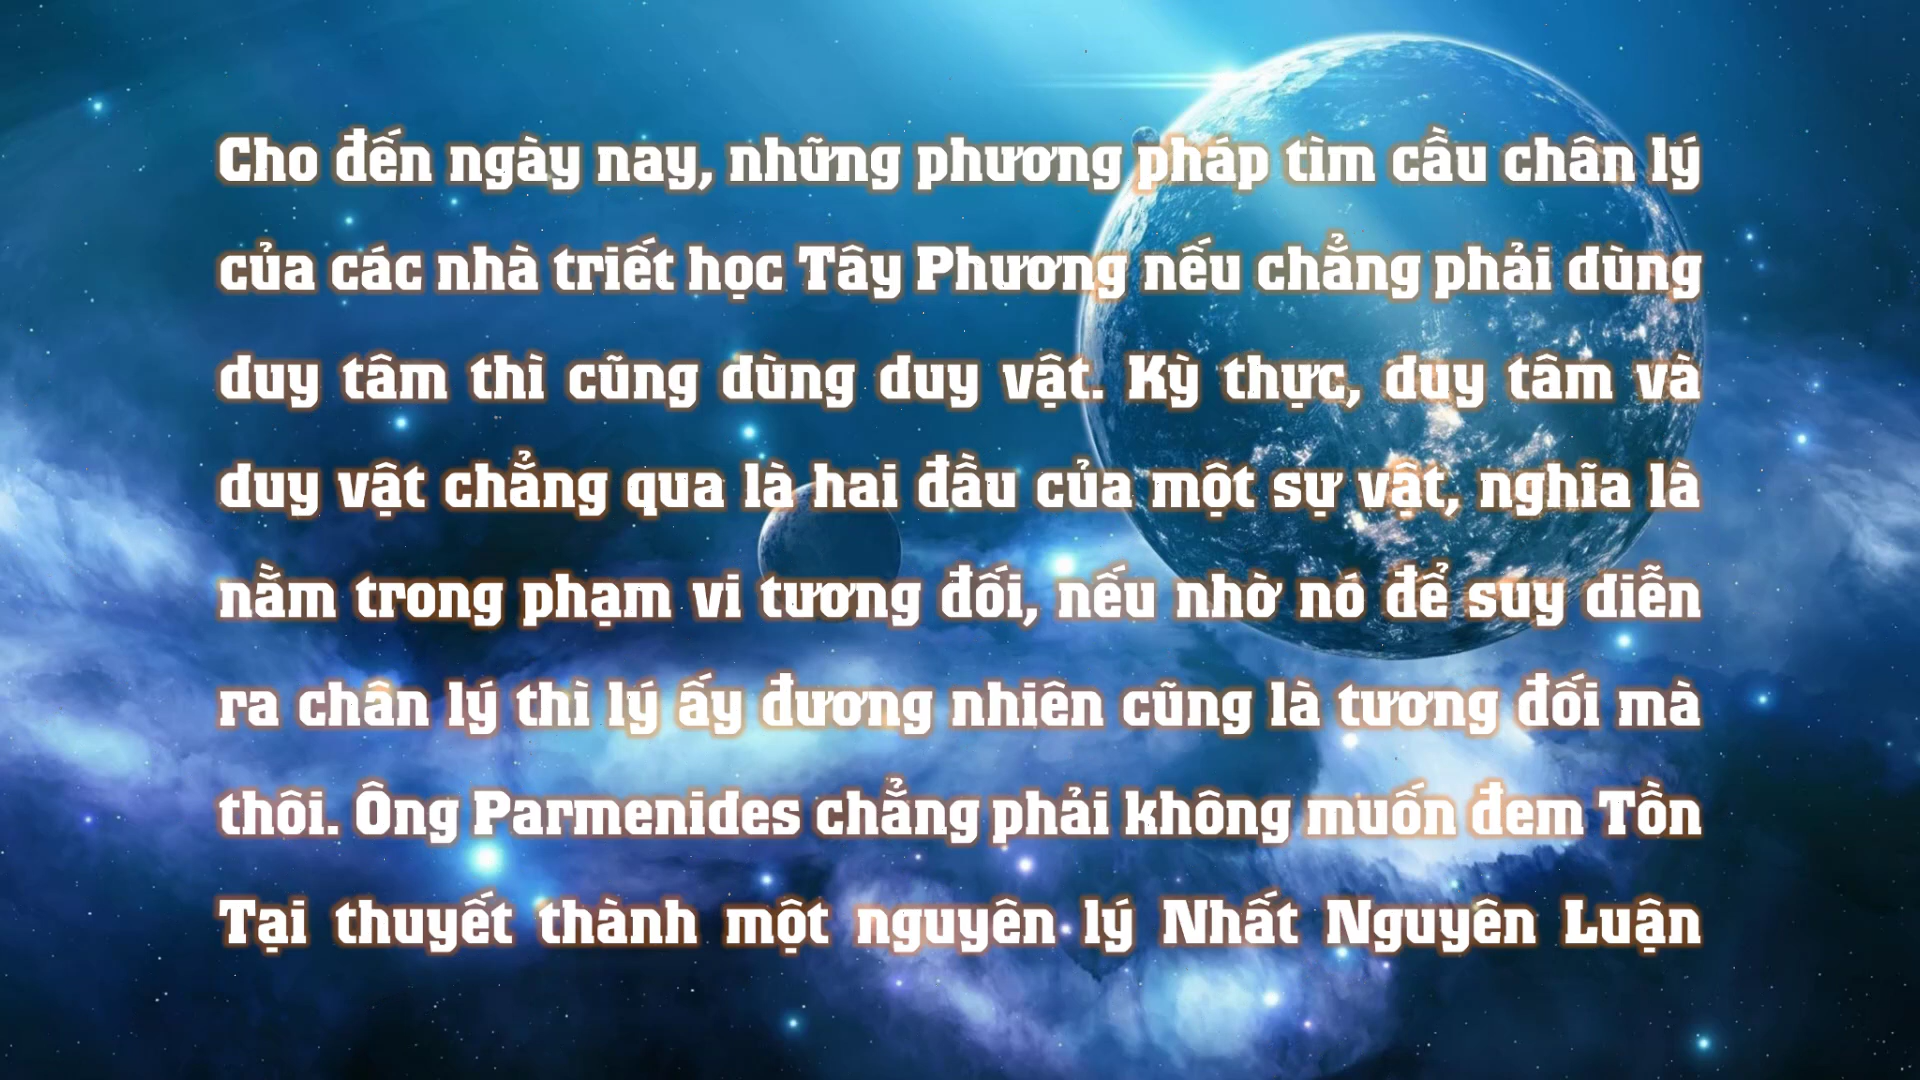 Cho đến ngày nay, những phương pháp tìm cầu chân lý
của các nhà triết học Tây Phương nếu chẳng phải dùng
duy tâm thì cũng dùng duy vật. Kỳ thực, duy tâm và
duy vật chẳng qua là hai đầu của một sự vật, nghĩa là
nằm trong phạm vi tương đối, nếu nhờ nó để suy diễn
ra chân lý thì lý ấy đương nhiên cũng là tương đối mà
thôi. Ông Parmenides chẳng phải không muốn đem Tồn
Tại thuyết thành một nguyên lý Nhất Nguyên Luận